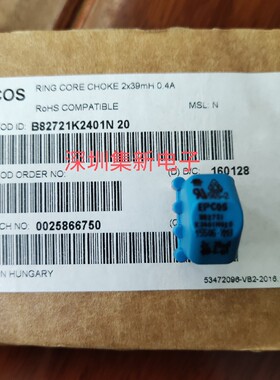 COS
RING CORE CHOKE 2x39mH 0.4A
RoHS COMPATIBLE
MSL: N
OD ID: B82721K2401N 20
深圳集新电子
OD ORDER NO:
(D) D/C: 160128
CH NO: 0025866750
EPCOS
B82721
N HUNGARY
53472096-VB2-2016